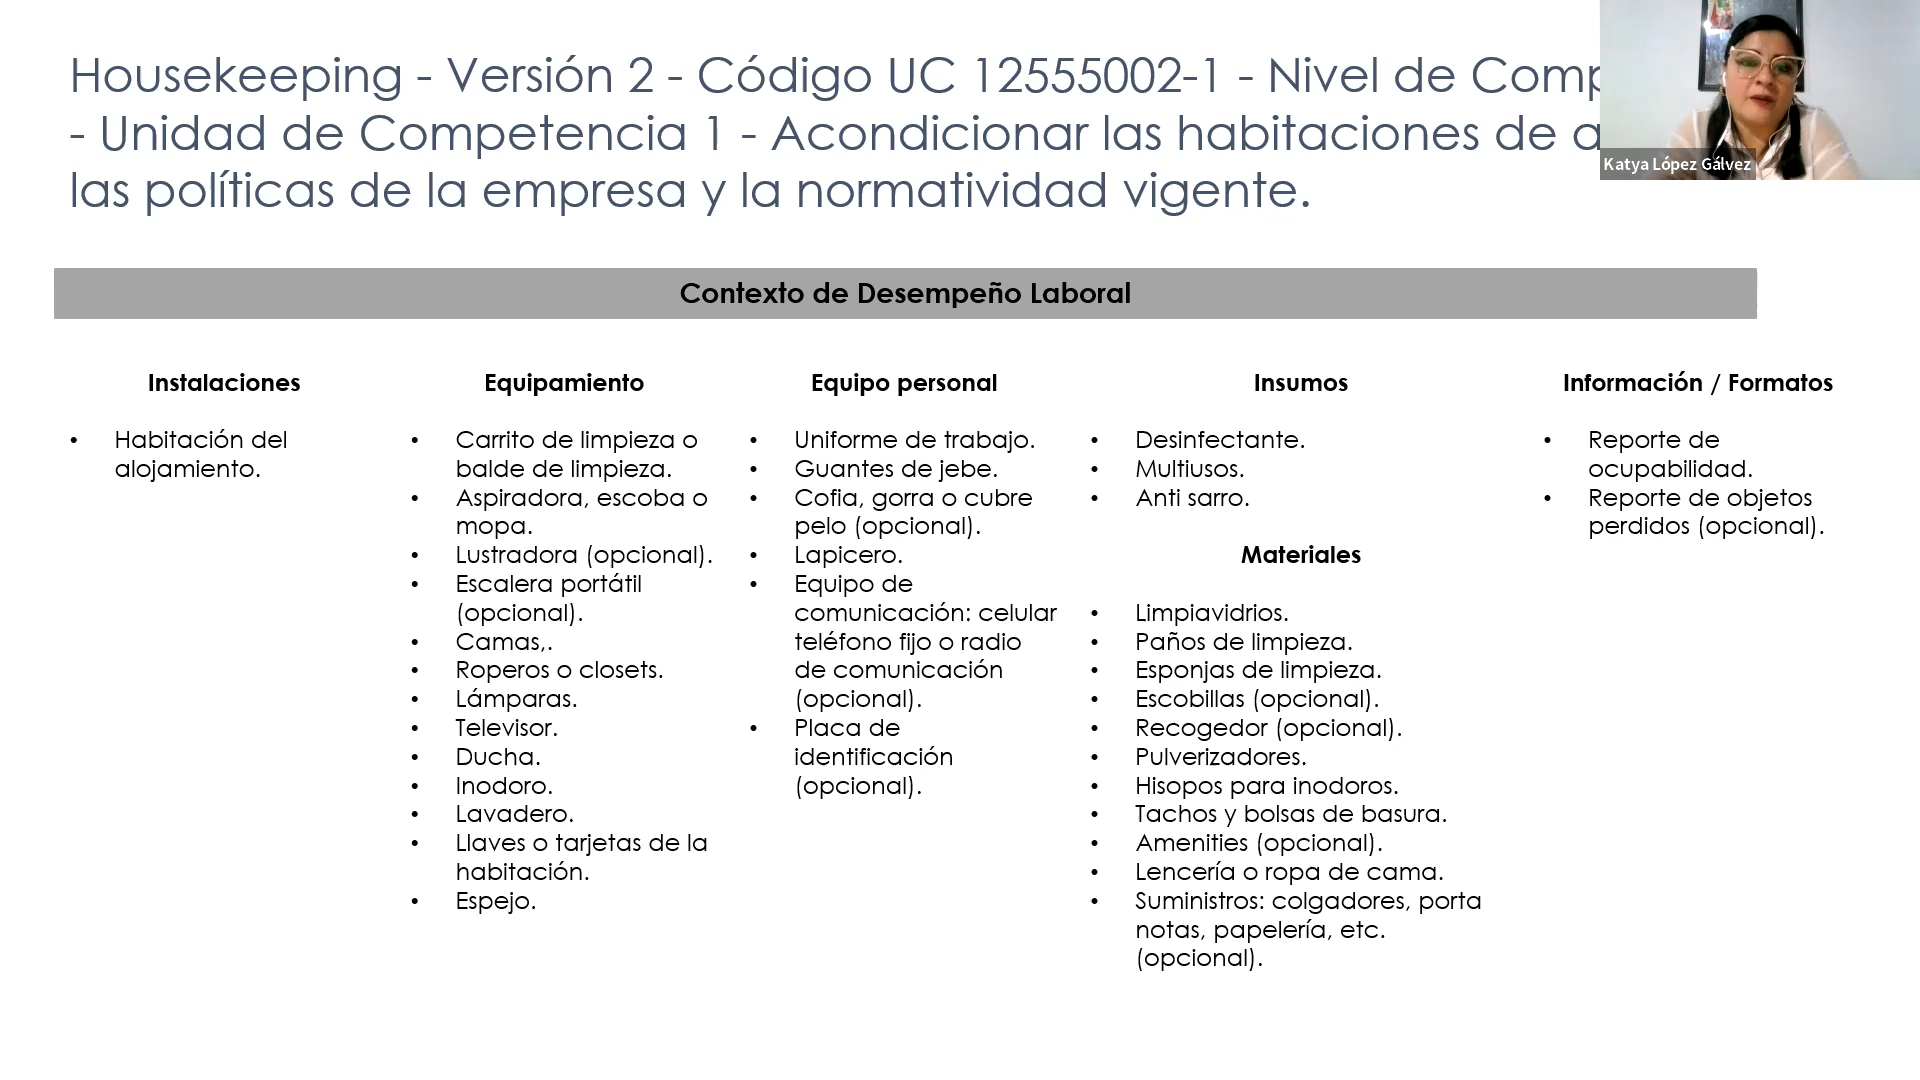 Housekeeping - Versión 2 - Código UC 12555002-1 - Nivel de
- Unidad de Competencia 1 - Acondicionar las habitaciones de
las políticas de la empresa y la normatividad vigente.
Katya López Gálvez
Contexto de Desempeño Laboral
Instalaciones
• Habitación del
alojamiento.
Equipamiento
• Carrito de limpieza o
balde de limpieza.
• Aspiradora, escoba o
mopa.
• Lustradora (opcional).
• Escalera portátil
(opcional).
• Camas,.
• Roperos o closets.
• Lámparas.
• Televisor.
• Ducha.
• Inodoro.
• Lavadero.
• Llaves o tarjetas de la
habitación.
• Espejo.
Equipo personal
• Uniforme de trabajo.
• Guantes de jebe.
• Cofia, gorra o cubre
pelo (opcional).
• Lapicero.
• Equipo de
comunicación: celular
teléfono fijo o radio
de comunicación
(opcional).
• Placa de
identificación
(opcional).
Insumos
• Desinfectante.
• Multiusos.
• Anti sarro.
Materiales
• Limpiavidrios.
• Paños de limpieza.
• Esponjas de limpieza.
• Escobillas (opcional).
• Recogedor (opcional).
• Pulverizadores.
• Hisopos para inodoros.
• Tachos y bolsas de basura.
• Amenities (opcional).
• Lencería o ropa de cama.
• Suministros: colgadores, porta
notas, papelería, etc.
(opcional).
Información / Formatos
• Reporte de
ocupabilidad.
• Reporte de objetos
perdidos (opcional).